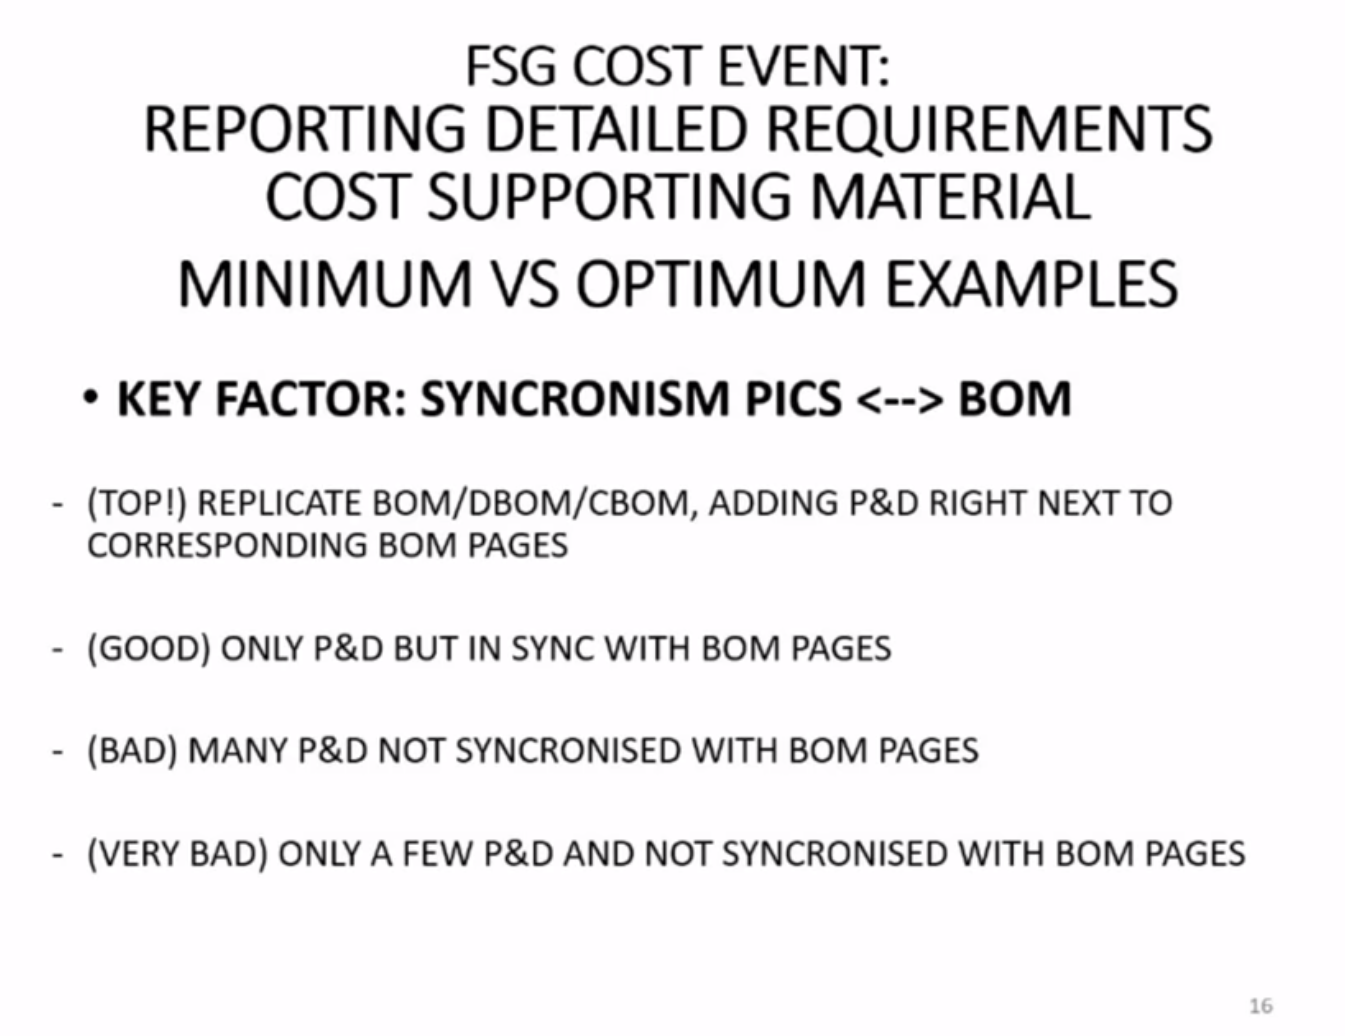 FSG COST EVENT:
REPORTING DETAILED REQUIREMENTS
COST SUPPORTING MATERIAL
MINIMUM VS OPTIMUM EXAMPLES
• KEY FACTOR: SYNCRONISM PICS <--> BOM
- (TOP!) REPLICATE BOM/DBOM/CBOM, ADDING P&D RIGHT NEXT TO
CORRESPONDING BOM PAGES
- (GOOD) ONLY P&D BUT IN SYNC WITH BOM PAGES
- (BAD) MANY P&D NOT SYNCRONISED WITH BOM PAGES
- (VERY BAD) ONLY A FEW P&D AND NOT SYNCRONISED WITH BOM PAGES
16